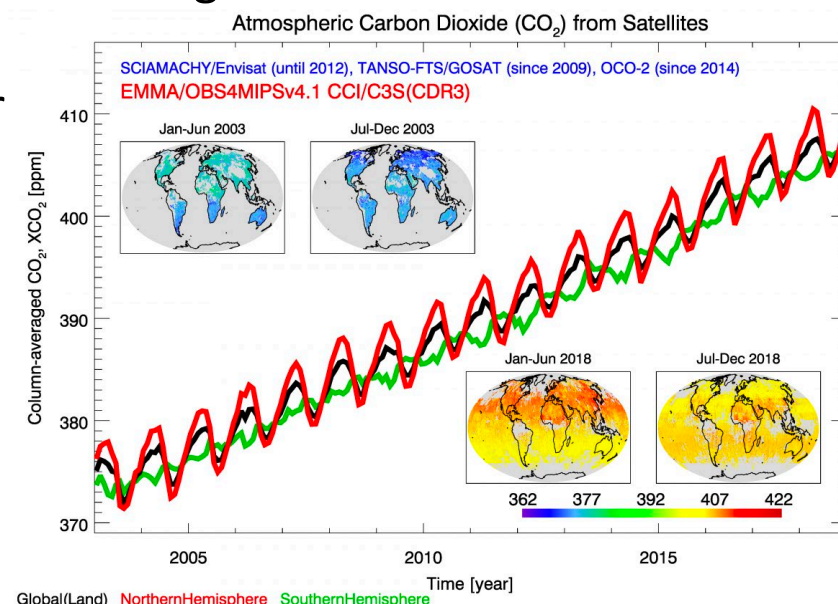 Atmospheric Carbon Dioxide (CO₂) from Satellites
SCIAMACHY/Envisat (until 2012), TANSO-FTS/GOSAT (since 2009), OCO-2 (since 2014)
EMMA/OBS4MIPSv4.1 CCI/C3S(CDR3)
Jan-Jun 2003 Jul-Dec 2003
Column-averaged CO₂, XCO₂ [ppm]
410
400
390
380
370
Jan-Jun 2018 Jul-Dec 2018
362 377 392 407 422
2005 2010 2015
Time [year]
Global(Land) NorthernHemisphere SouthernHemisphere